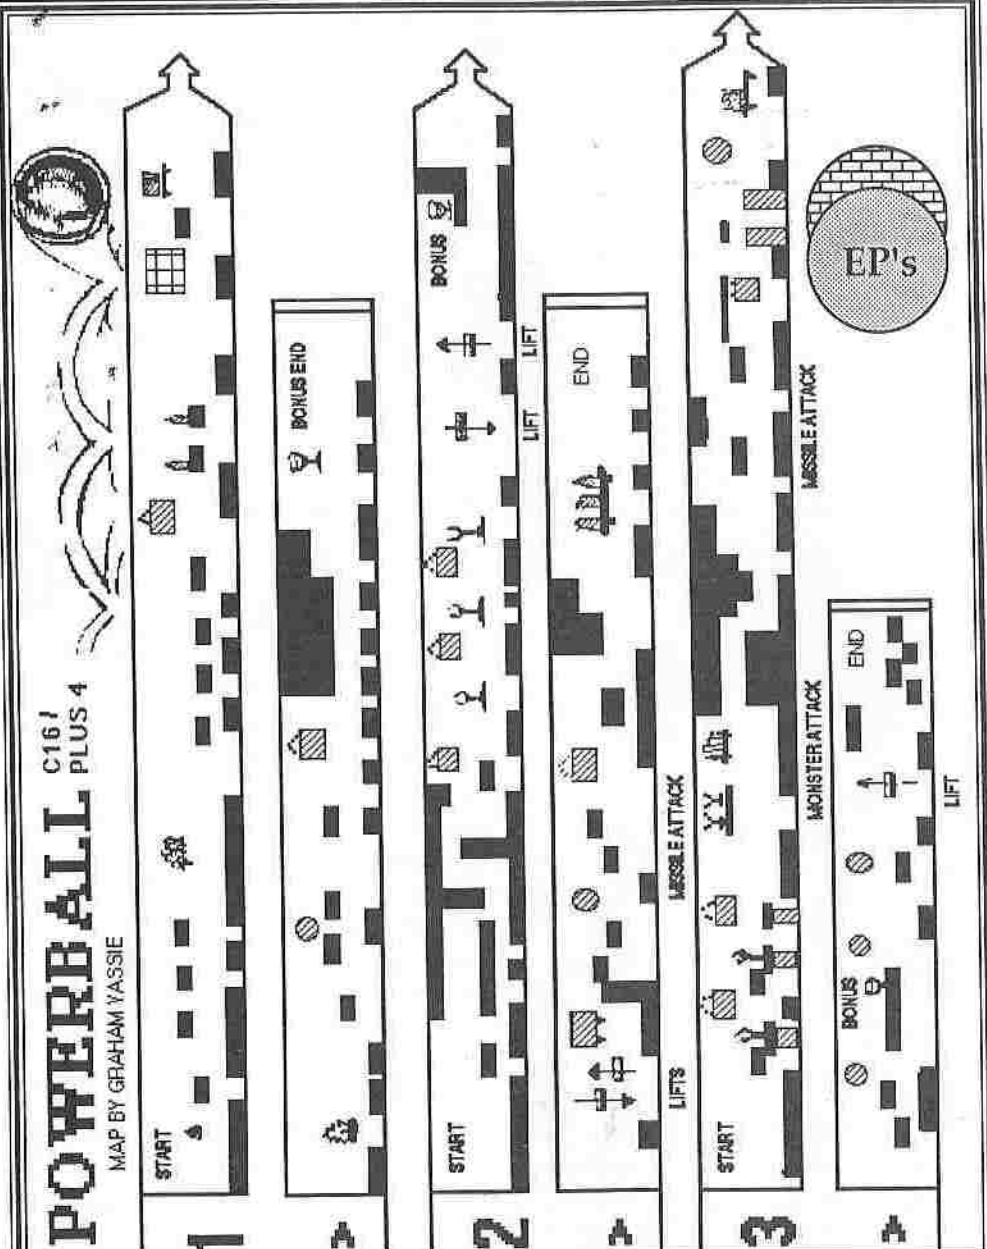 POWERBALL
C16/
PLUS 4
MAP BY GRAHAM VASSIE
1
START
>
BONUS END
2
START
LIFT
LIFT
BONUS
>
LIFTS
MISSILE ATTACK
END
3
START
MONSTER ATTACK
MISSILE ATTACK
>
BONUS
LIFT
END
EP's